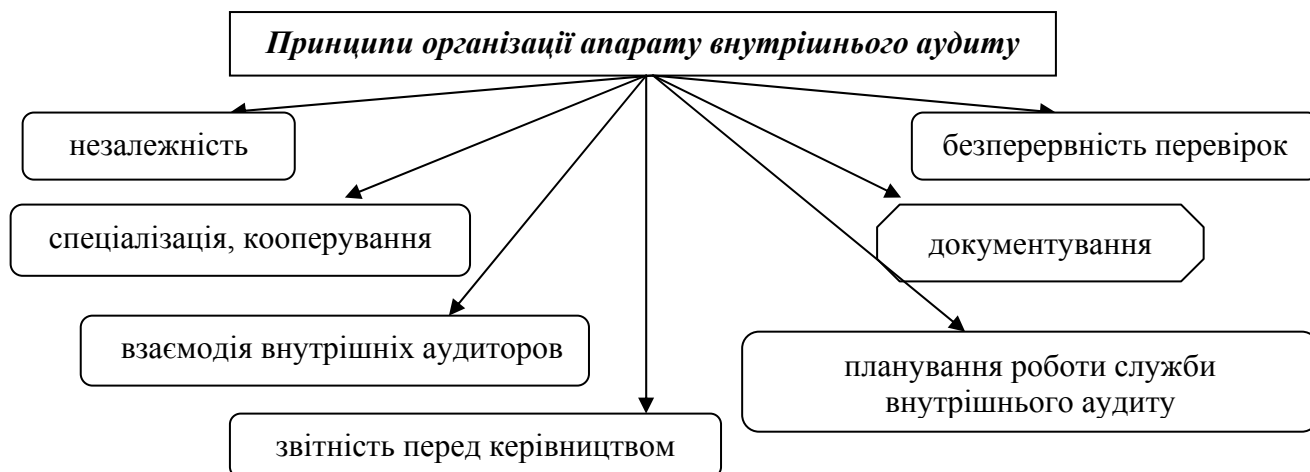 Принципи організації апарату внутрішнього аудиту
незалежність
безперервність перевірок
спеціалізація, кооперування
документування
взаємодія внутрішніх аудиторов
планування роботи служби
внутрішнього аудиту
звітність перед керівництвом